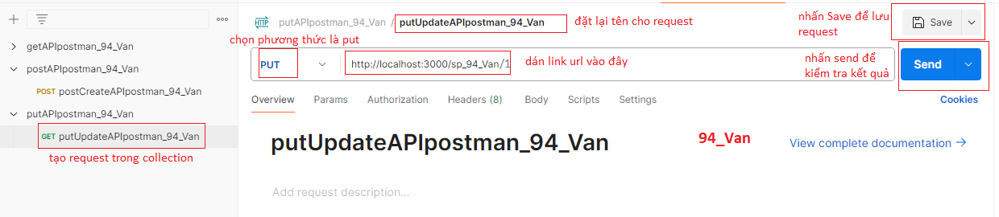 getAPIpostman_94_Van
postAPIpostman_94_Van
POST postCreateAPIpostman_94_Van
putAPIpostman_94_Van
GET putUpdateAPIpostman_94_Van
tạo request trong collection
HTTP putAPIpostman_94_Van / putUpdateAPIpostman_94_Van
đặt lại tên cho request
nhấn Save để lưu
request
Save
chọn phương thức là put
PUT
http://localhost:3000/sp_94_Van/1
dán link url vào đây
nhấn send để
kiểm tra kết quả
Send
Overview Params Authorization Headers (8) Body Scripts Settings Cookies
putUpdateAPIpostman_94_Van
94_Van
View complete documentation →
Add request description...